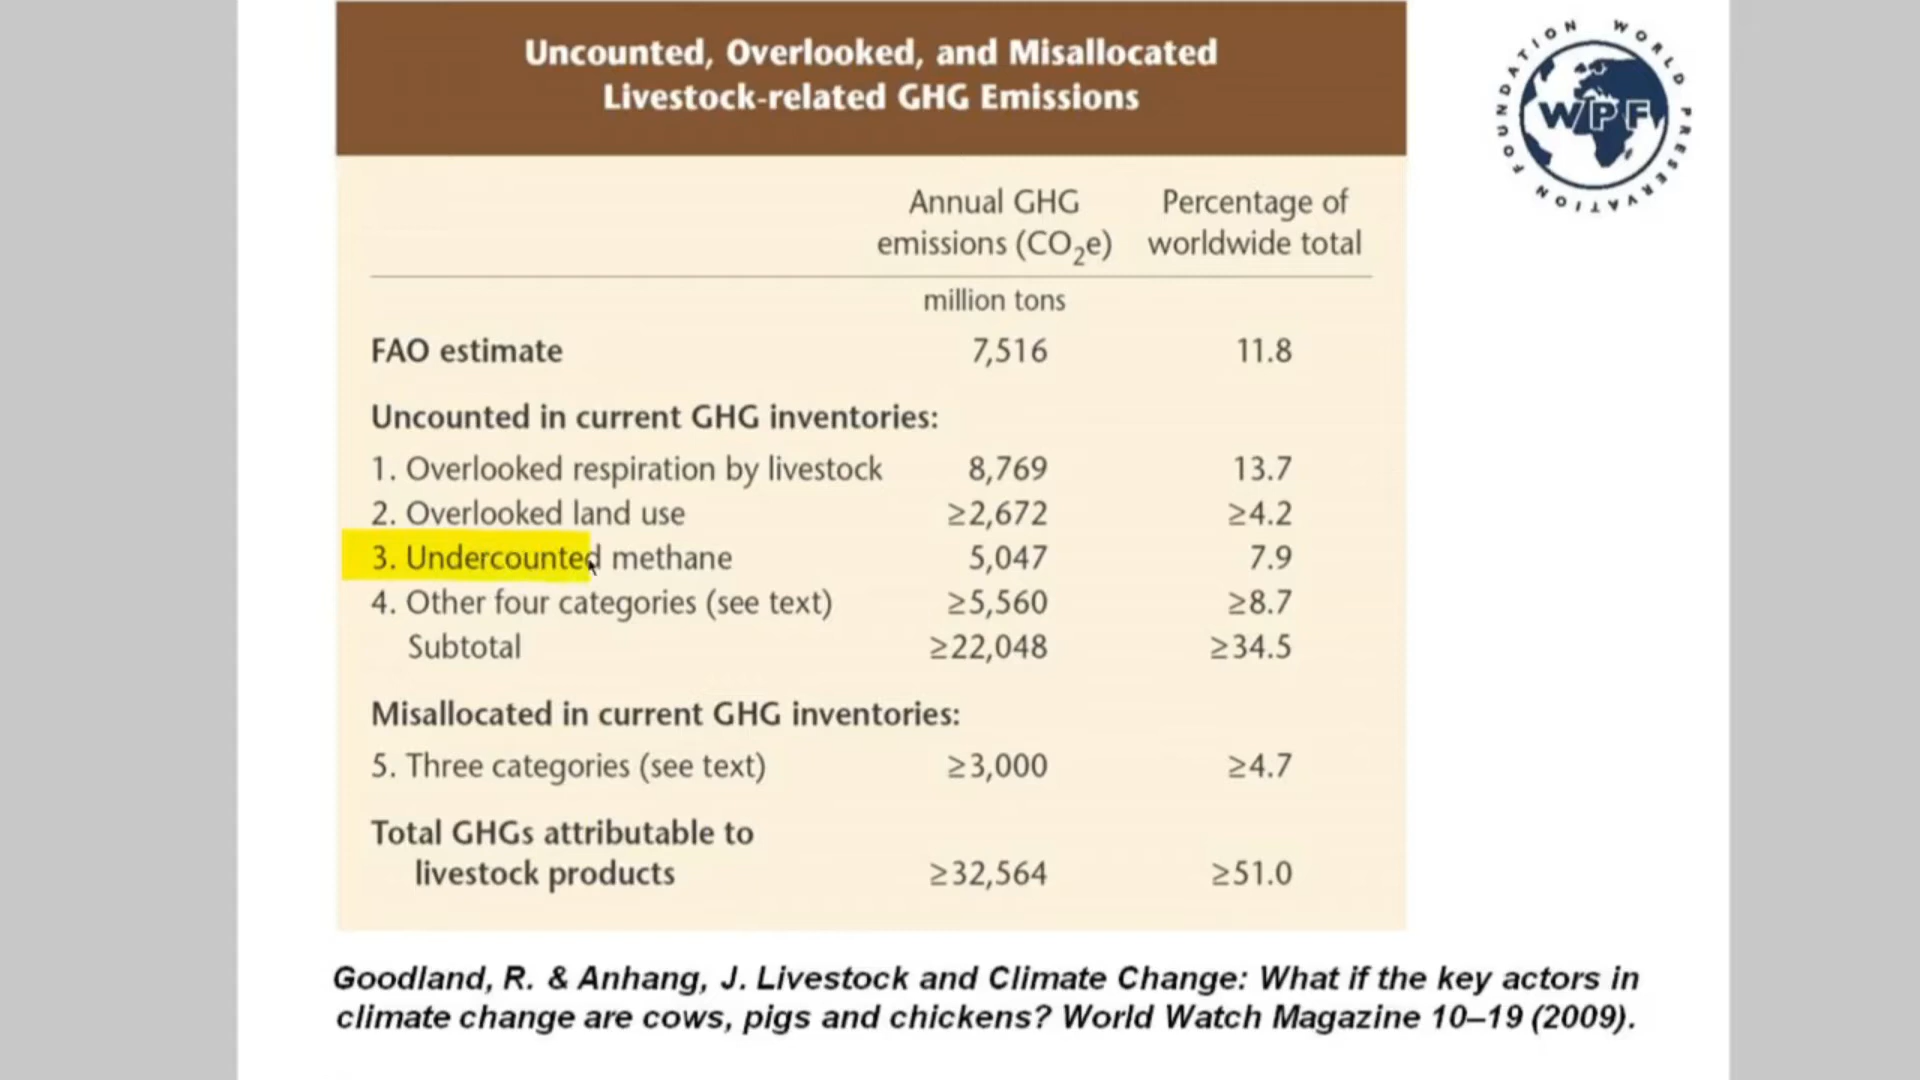 Uncounted, Overlooked, and Misallocated
Livestock-related GHG Emissions
WORLD PRESERVATION FOUNDATION
WPF
Annual GHG Percentage of
emissions (CO₂e) worldwide total
million tons
FAO estimate 7,516 11.8
Uncounted in current GHG inventories:
1. Overlooked respiration by livestock 8,769 13.7
2. Overlooked land use ≥2,672 ≥4.2
3. Undercounted methane 5,047 7.9
4. Other four categories (see text) ≥5,560 ≥8.7
Subtotal ≥22,048 ≥34.5
Misallocated in current GHG inventories:
5. Three categories (see text) ≥3,000 ≥4.7
Total GHGs attributable to
livestock products ≥32,564 ≥51.0
Goodland, R. & Anhang, J. Livestock and Climate Change: What if the key actors in
climate change are cows, pigs and chickens? World Watch Magazine 10–19 (2009).